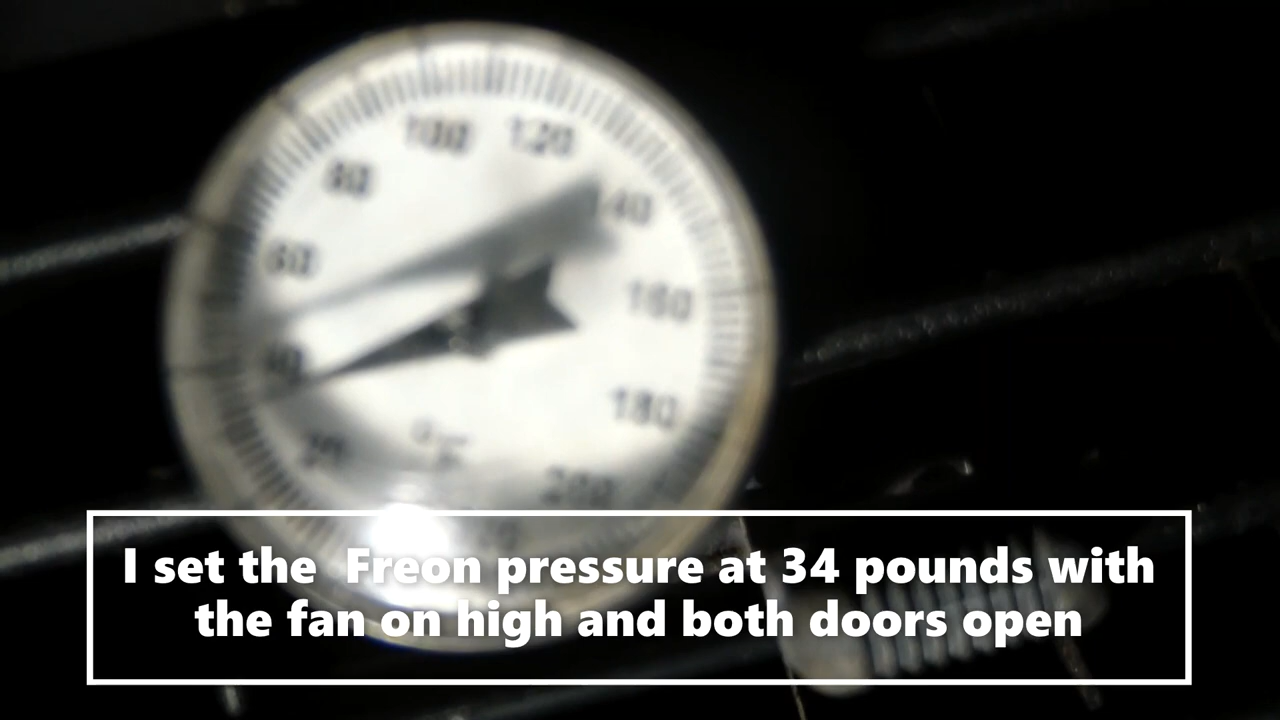 100 120
80 140
60 160
40 180
20 200
°F
I set the Freon pressure at 34 pounds with
the fan on high and both doors open